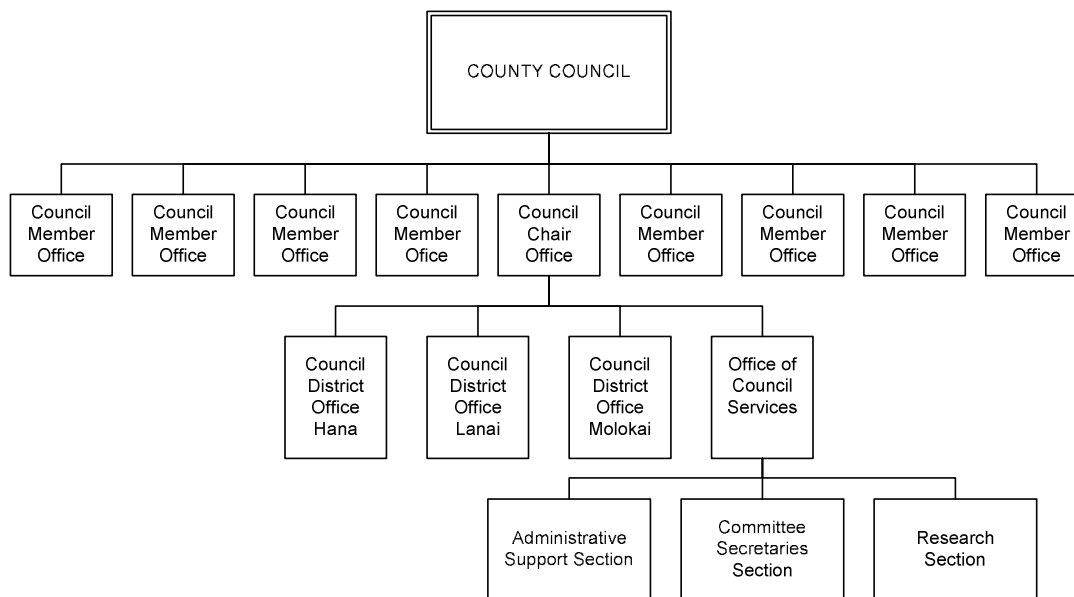 COUNTY COUNCIL
Council
Member
Office
Council
Member
Office
Council
Member
Office
Council
Member
Ofice
Council
Chair
Office
Council
Member
Office
Council
Member
Office
Council
Member
Office
Council
Member
Office
Council
District
Office
Hana
Council
District
Office
Lanai
Council
District
Office
Molokai
Office of
Council
Services
Administrative
Support Section
Committee
Secretaries
Section
Research
Section